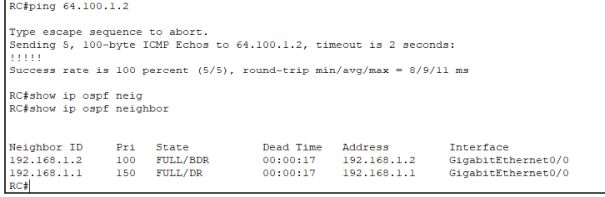 RC#ping 64.100.1.2
Type escape sequence to abort.
Sending 5, 100-byte ICMP Echos to 64.100.1.2, timeout is 2 seconds:
!!!!!
Success rate is 100 percent (5/5), round-trip min/avg/max = 8/9/11 ms
RC#show ip ospf neig
RC#show ip ospf neighbor
Neighbor ID Pri State Dead Time Address Interface
192.168.1.2 100 FULL/BDR 00:00:17 192.168.1.2 GigabitEthernet0/0
192.168.1.1 150 FULL/DR 00:00:17 192.168.1.1 GigabitEthernet0/0
RC#